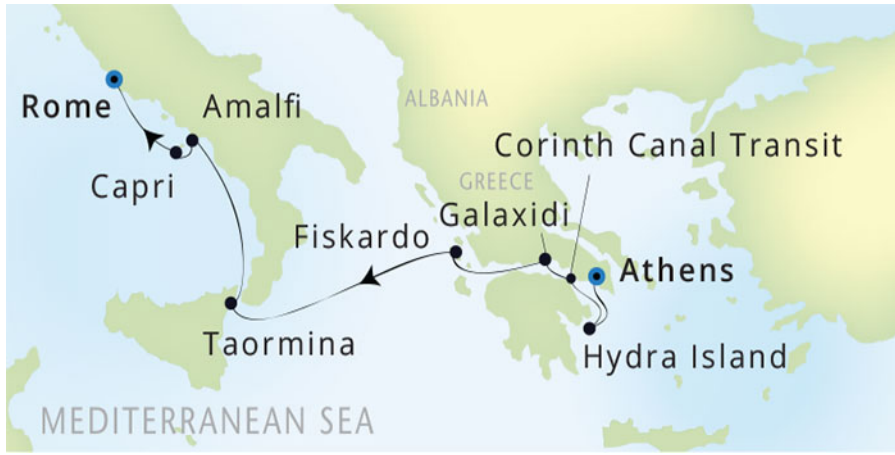 ALBANIA
Rome
Amalfi
Corinth Canal Transit
Capri
GREECE
Galaxidi
Fiskardo
Athens
Taormina
Hydra Island
MEDITERRANEAN SEA